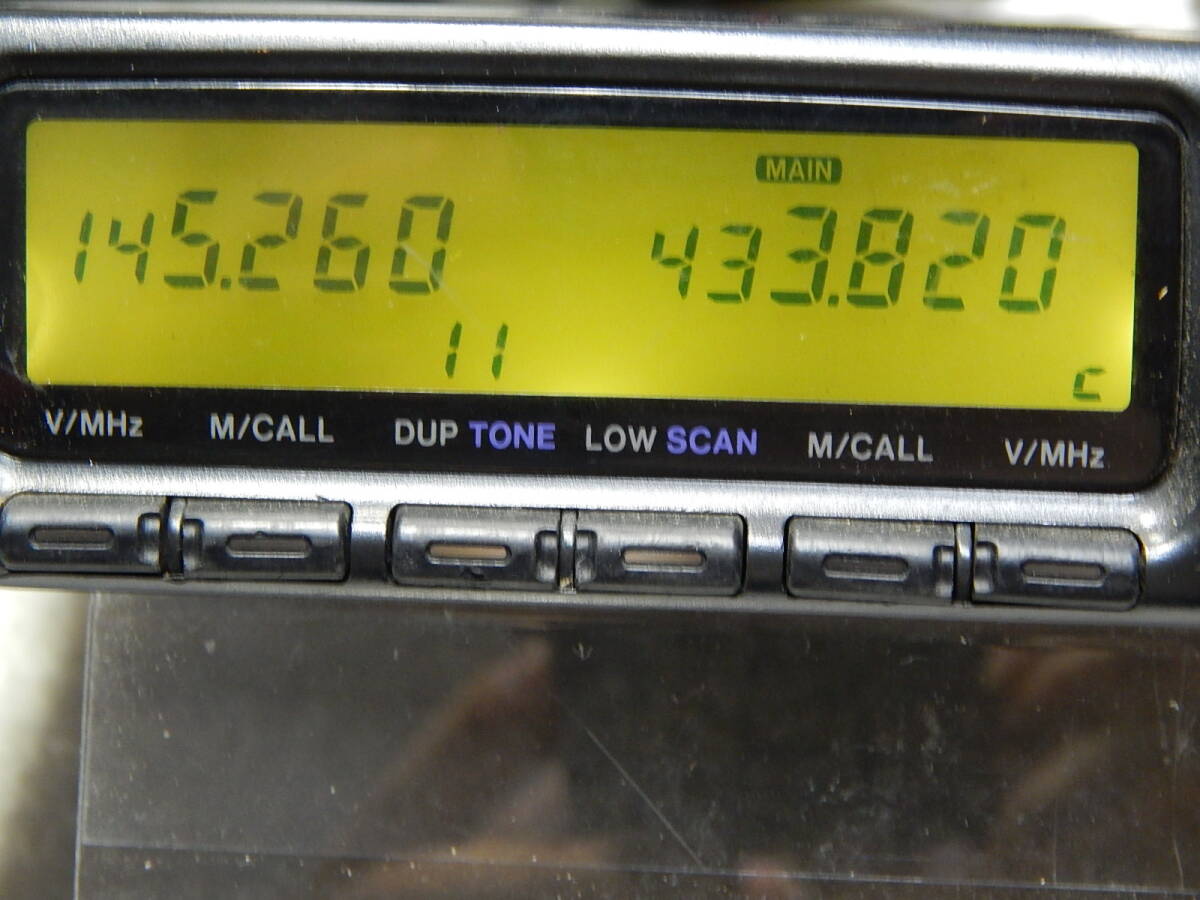 MAIN
145.260 433.820
11 c
V/MHz M/CALL DUP TONE LOW SCAN M/CALL V/MHz